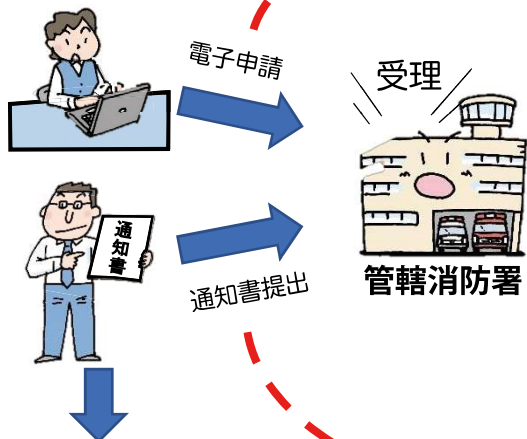 電子申請
受理
通知書
管轄消防署
通知書提出